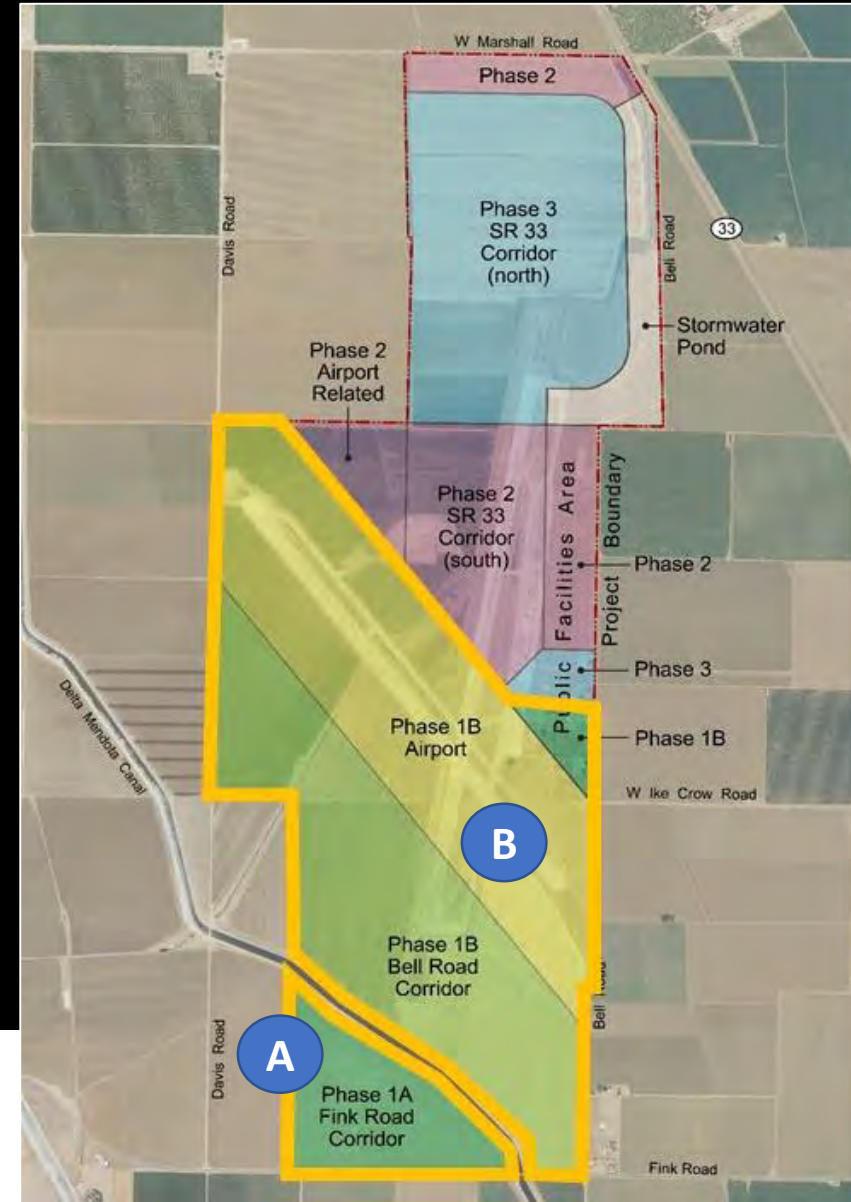 W Marshall Road
Phase 2
Davis Road
Phase 3
SR 33
Corridor
(north)
33
Bell Road
Stormwater
Pond
Phase 2
Airport
Related
Phase 2
SR 33
Corridor
(south)
Public Facilities Area
Project Boundary
Phase 2
Phase 3
Phase 1B
Delta Mendota Canal
Phase 1B
Airport
W Ike Crow Road
B
Phase 1B
Bell Road
Corridor
Bell Road
Davis Road
A
Phase 1A
Fink Road
Corridor
Fink Road